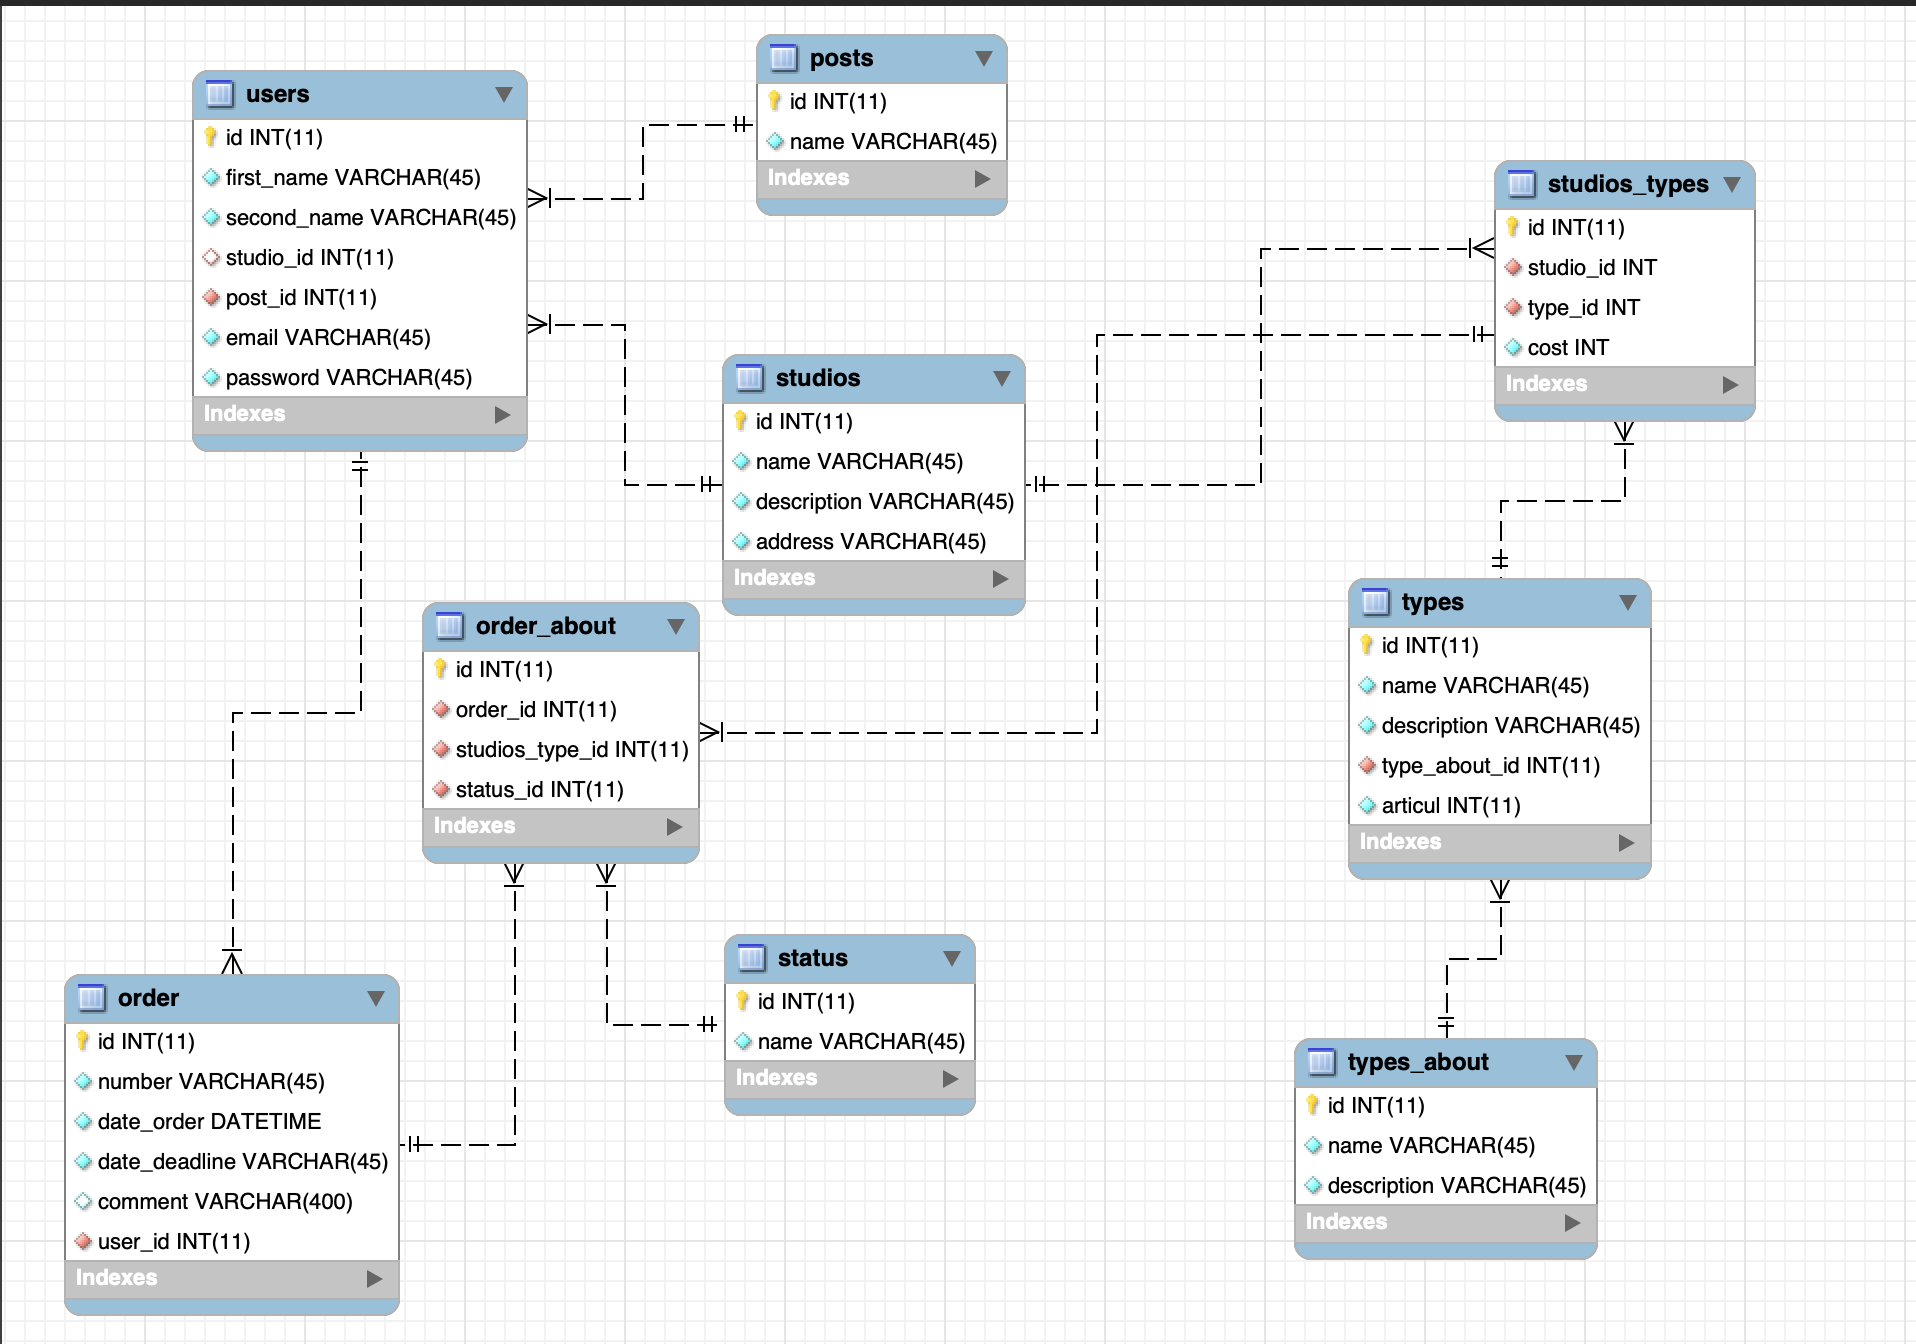 users
id INT(11)
first_name VARCHAR(45)
second_name VARCHAR(45)
studio_id INT(11)
post_id INT(11)
email VARCHAR(45)
password VARCHAR(45)
Indexes
posts
id INT(11)
name VARCHAR(45)
Indexes
studios_types
id INT(11)
studio_id INT
type_id INT
cost INT
Indexes
studios
id INT(11)
name VARCHAR(45)
description VARCHAR(45)
address VARCHAR(45)
Indexes
order_about
id INT(11)
order_id INT(11)
studios_type_id INT(11)
status_id INT(11)
Indexes
types
id INT(11)
name VARCHAR(45)
description VARCHAR(45)
type_about_id INT(11)
articul INT(11)
Indexes
status
id INT(11)
name VARCHAR(45)
Indexes
order
id INT(11)
number VARCHAR(45)
date_order DATETIME
date_deadline VARCHAR(45)
comment VARCHAR(400)
user_id INT(11)
Indexes
types_about
id INT(11)
name VARCHAR(45)
description VARCHAR(45)
Indexes